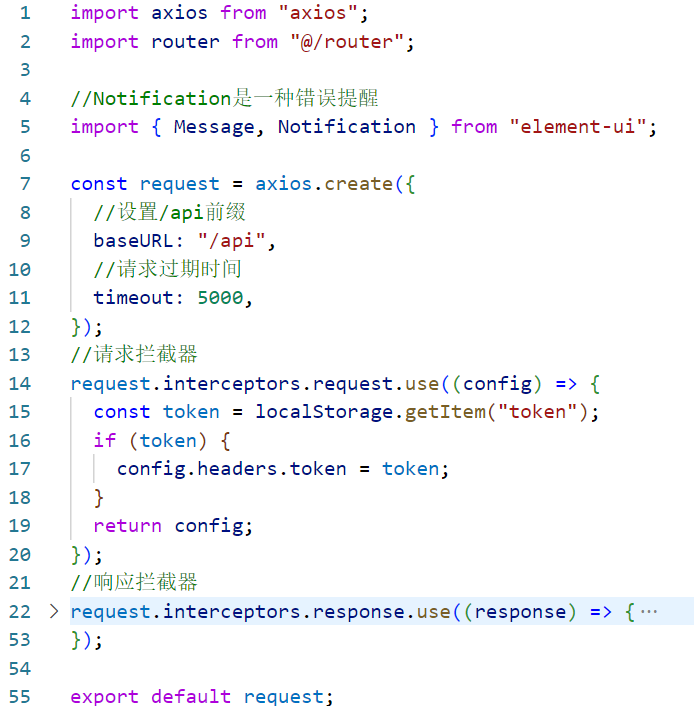 1 import axios from "axios";
2 import router from "@/router";
3
4 //Notification是一种错误提醒
5 import { Message, Notification } from "element-ui";
6
7 const request = axios.create({
8   //设置/api前缀
9   baseURL: "/api",
10   //请求过期时间
11   timeout: 5000,
12 });
13 //请求拦截器
14 request.interceptors.request.use((config) => {
15   const token = localStorage.getItem("token");
16   if (token) {
17     config.headers.token = token;
18   }
19   return config;
20 });
21 //响应拦截器
22 > request.interceptors.response.use((response) => { ···
53 });
54
55 export default request;